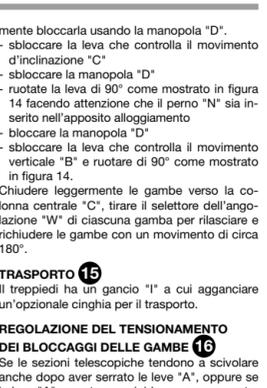 mente bloccarla usando la manopola "D".
- sbloccare la leva che controlla il movimento
d'inclinazione "C"
- sbloccare la manopola "D"
- ruotate la leva di 90° come mostrato in figura
14 facendo attenzione che il perno "N" sia in-
serito nell'apposito alloggiamento
- bloccare la manopola "D"
- sbloccare la leva che controlla il movimento
verticale "B" e ruotare di 90° come mostrato
in figura 14.
Chiudere leggermente le gambe verso la co-
lonna centrale "C", tirare il selettore dell'ango-
lazione "W" di ciascuna gamba per rilasciare e
richiudere le gambe con un movimento di circa
180°.
TRASPORTO 15
Il treppiedi ha un gancio "I" a cui agganciare
un'opzionale cinghia per il trasporto.
REGOLAZIONE DEL TENSIONAMENTO
DEI BLOCCAGGI DELLE GAMBE 16
Se le sezioni telescopiche tendono a scivolare
anche dopo aver serrato le leve "A", oppure se